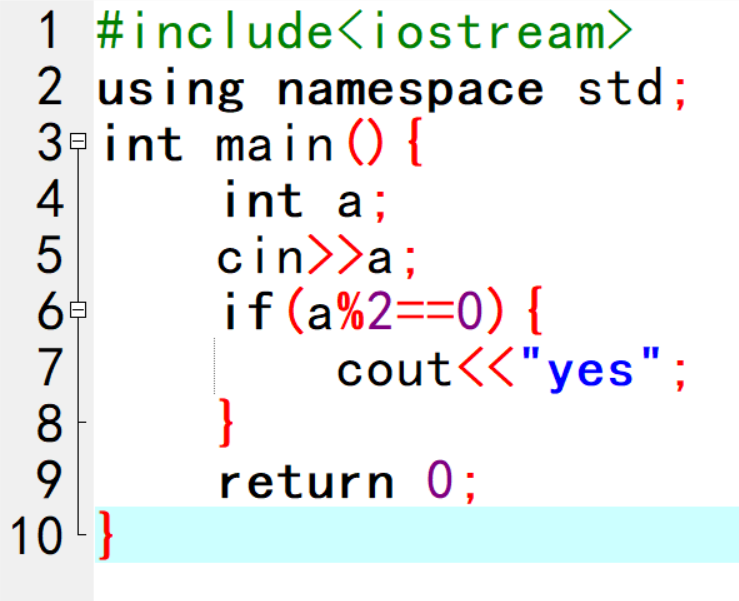 1 #include<iostream>
2 using namespace std;
3 int main(){
4 int a;
5 cin>>a;
6 if(a%2==0){
7 cout<<"yes";
8 }
9 return 0;
10 }